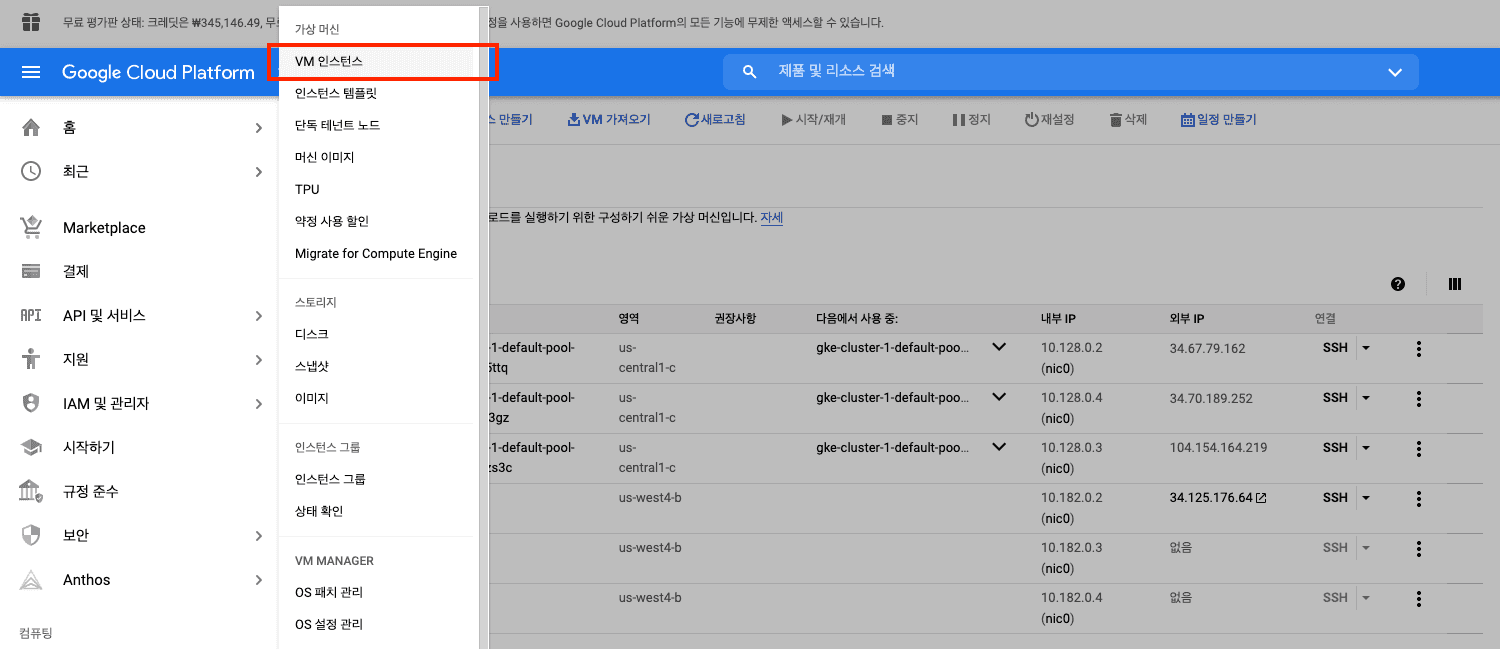 무료 평가판 상태: 크레딧은 ₩345,146.49, 무료
정을 사용하면 Google Cloud Platform의 모든 기능에 무제한 액세스할 수 있습니다.
Google Cloud Platform
제품 및 리소스 검색
홈
최근
Marketplace
결제
API 및 서비스
지원
IAM 및 관리자
시작하기
규정 준수
보안
Anthos
컴퓨팅
가상 머신
VM 인스턴스
인스턴스 템플릿
단독 테넌트 노드
머신 이미지
TPU
약정 사용 할인
Migrate for Compute Engine
스토리지
디스크
스냅샷
이미지
인스턴스 그룹
인스턴스 그룹
상태 확인
VM MANAGER
OS 패치 관리
OS 설정 관리
스 만들기 VM 가져오기 새로고침 시작/재개 중지 정지 재설정 삭제 일정 만들기
로드를 실행하기 위한 구성하기 쉬운 가상 머신입니다. 자세
영역 권장사항 다음에서 사용 중: 내부 IP 외부 IP 연결
-1-default-pool- us- gke-cluster-1-default-poo... 10.128.0.2 34.67.79.162 SSH
5ttq central1-c (nic0)
-1-default-pool- us- gke-cluster-1-default-poo... 10.128.0.4 34.70.189.252 SSH
3gz central1-c (nic0)
-1-default-pool- us- gke-cluster-1-default-poo... 10.128.0.3 104.154.164.219 SSH
zs3c central1-c (nic0)
us-west4-b 10.182.0.2 34.125.176.64 SSH
(nic0)
us-west4-b 10.182.0.3 없음 SSH
(nic0)
us-west4-b 10.182.0.4 없음 SSH
(nic0)